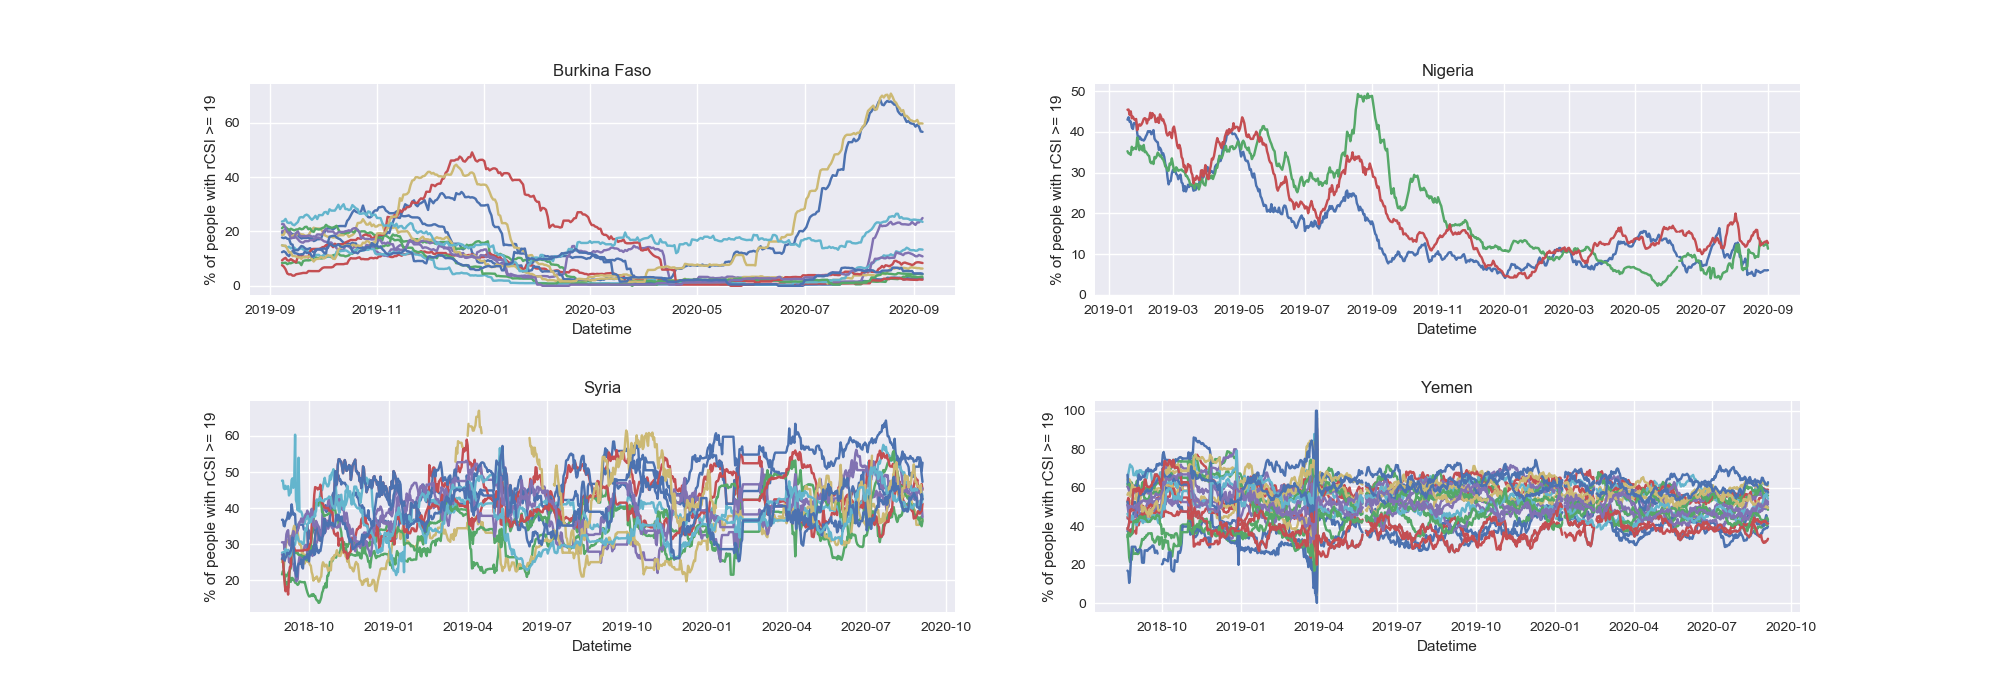 Burkina Faso
% of people with rCSI >= 19
60
40
20
0
2019-09 2019-11 2020-01 2020-03 2020-05 2020-07 2020-09
Datetime
Nigeria
% of people with rCSI >= 19
50
40
30
20
10
0
2019-01 2019-03 2019-05 2019-07 2019-09 2019-11 2020-01 2020-03 2020-05 2020-07 2020-09
Datetime
Syria
% of people with rCSI >= 19
60
50
40
30
20
2018-10 2019-01 2019-04 2019-07 2019-10 2020-01 2020-04 2020-07 2020-10
Datetime
Yemen
% of people with rCSI >= 19
100
80
60
40
20
0
2018-10 2019-01 2019-04 2019-07 2019-10 2020-01 2020-04 2020-07 2020-10
Datetime